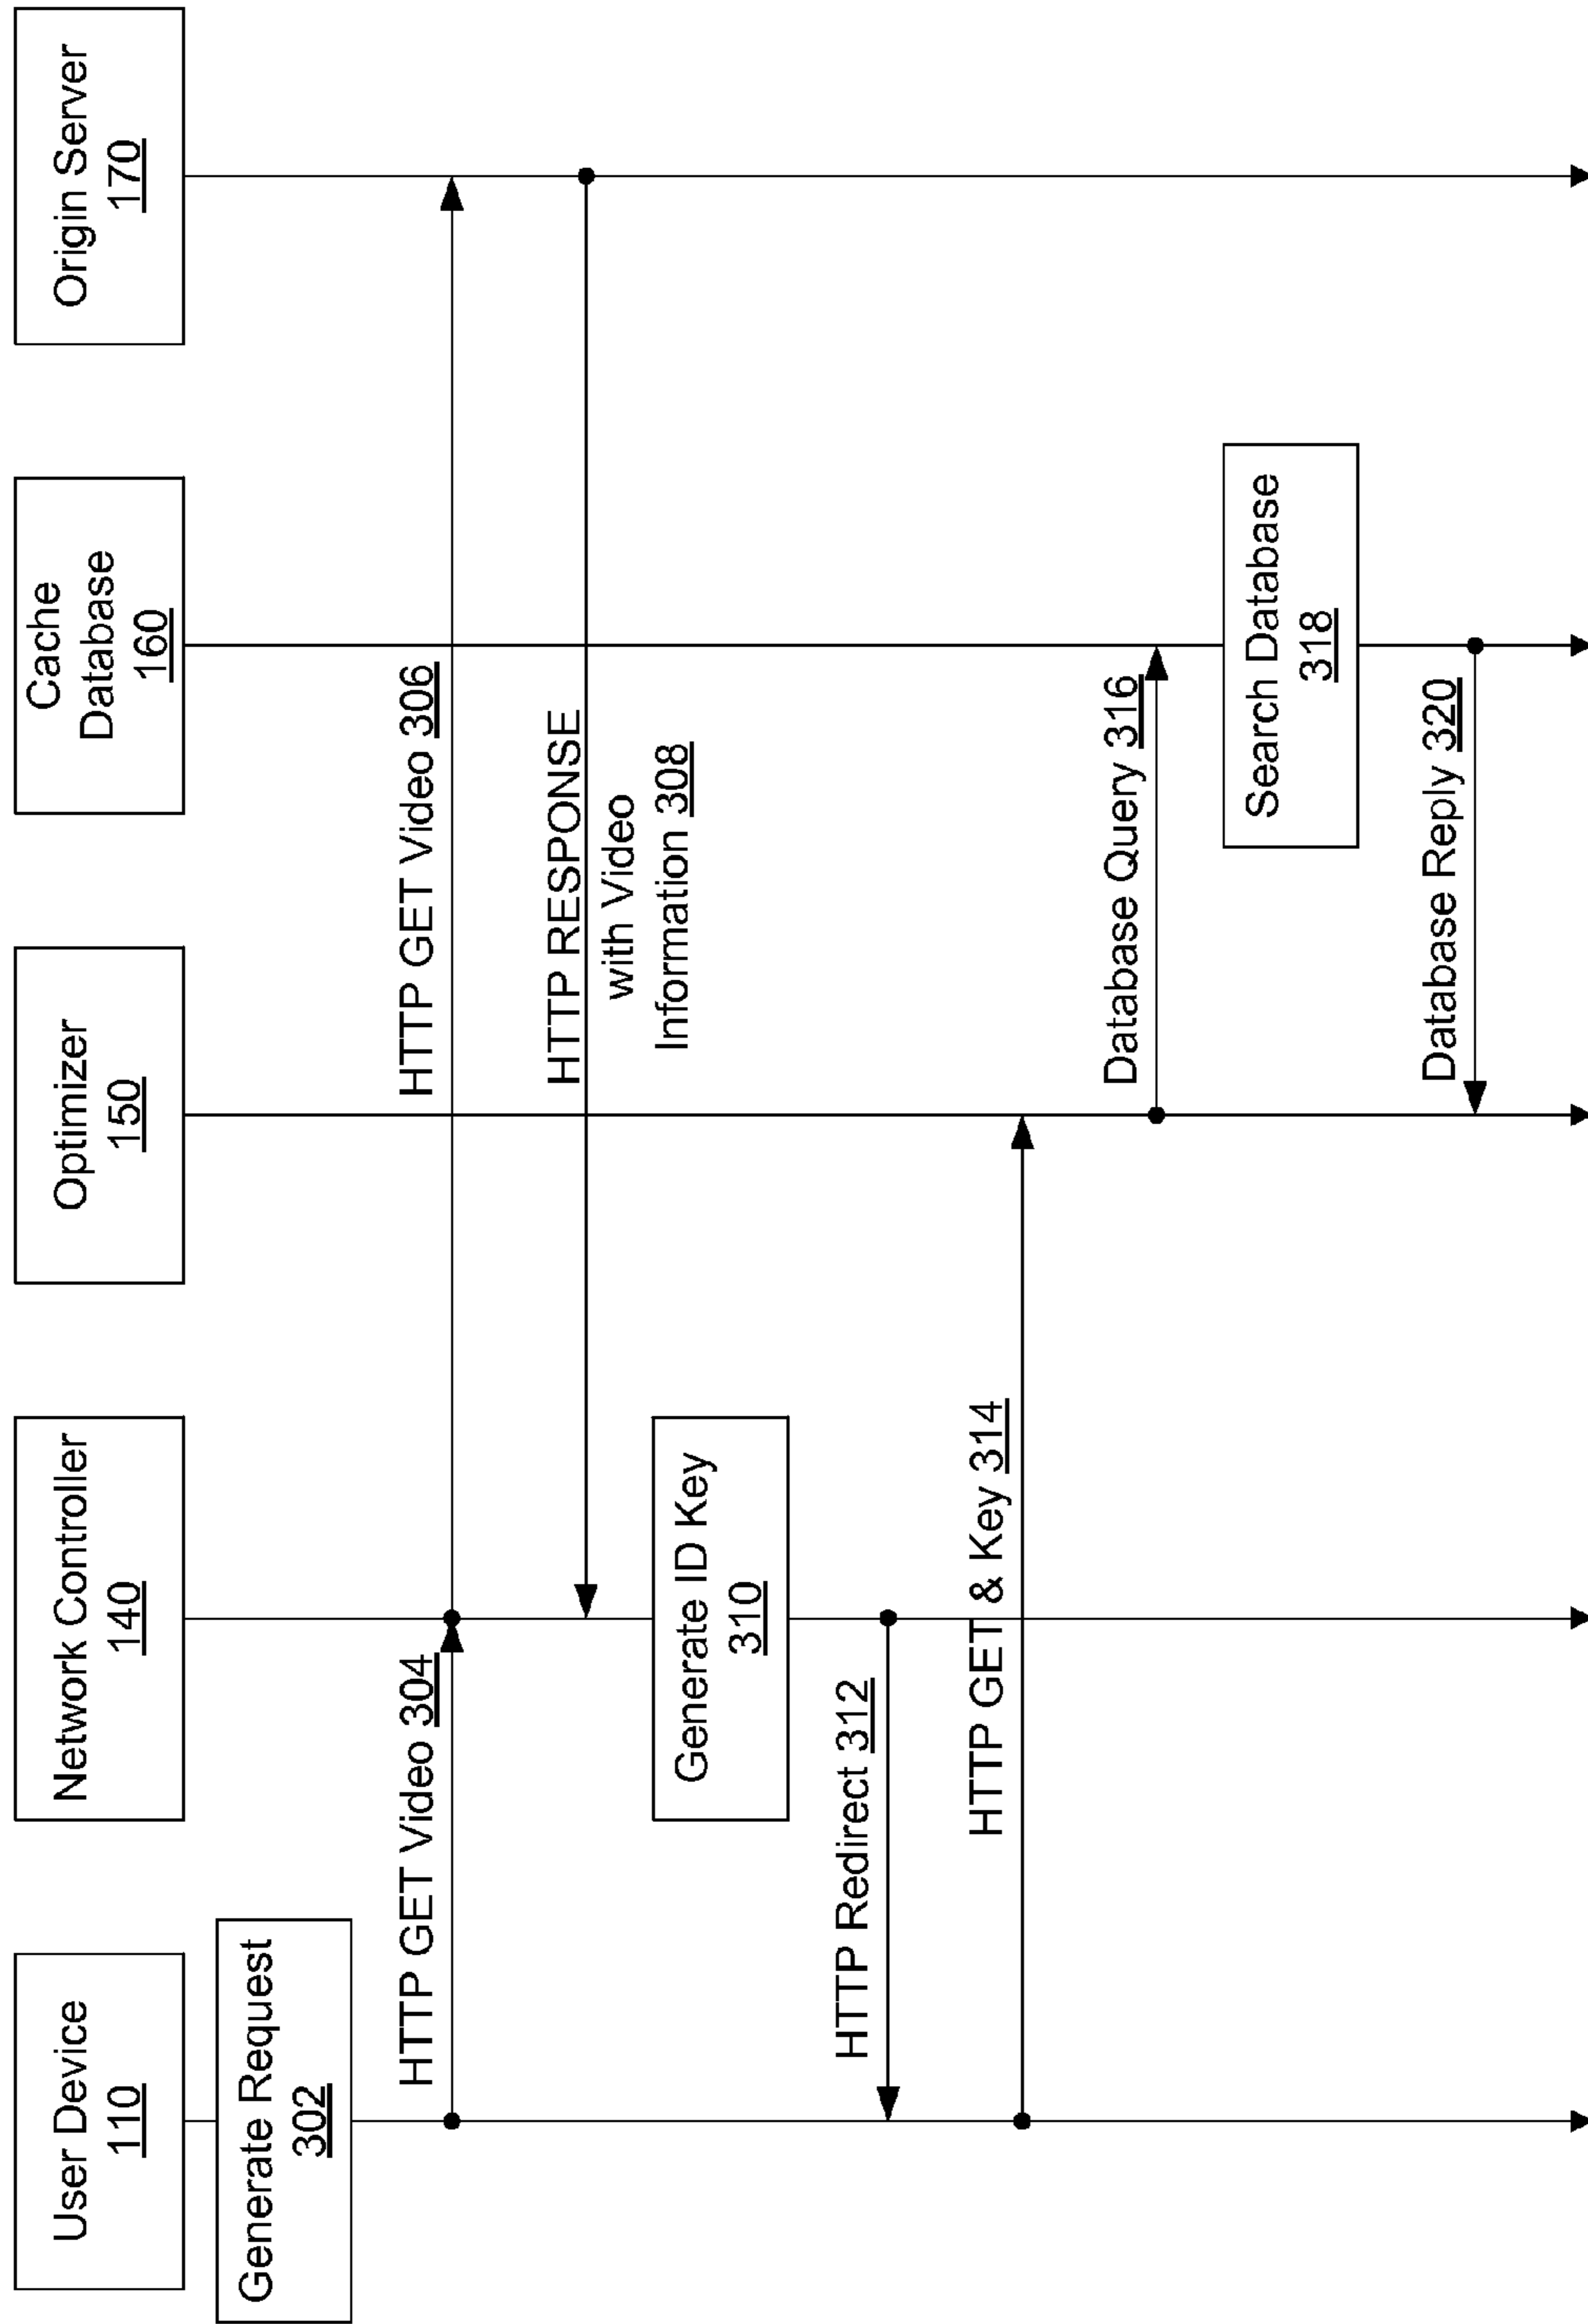 User Device
110
Network Controller
140
Optimizer
150
Cache
Database
160
Origin Server
170
Generate Request
302
HTTP GET Video 304
HTTP GET Video 306
HTTP RESPONSE
with Video
Information 308
Generate ID Key
310
HTTP Redirect 312
HTTP GET & Key 314
Database Query 316
Search Database
318
Database Reply 320